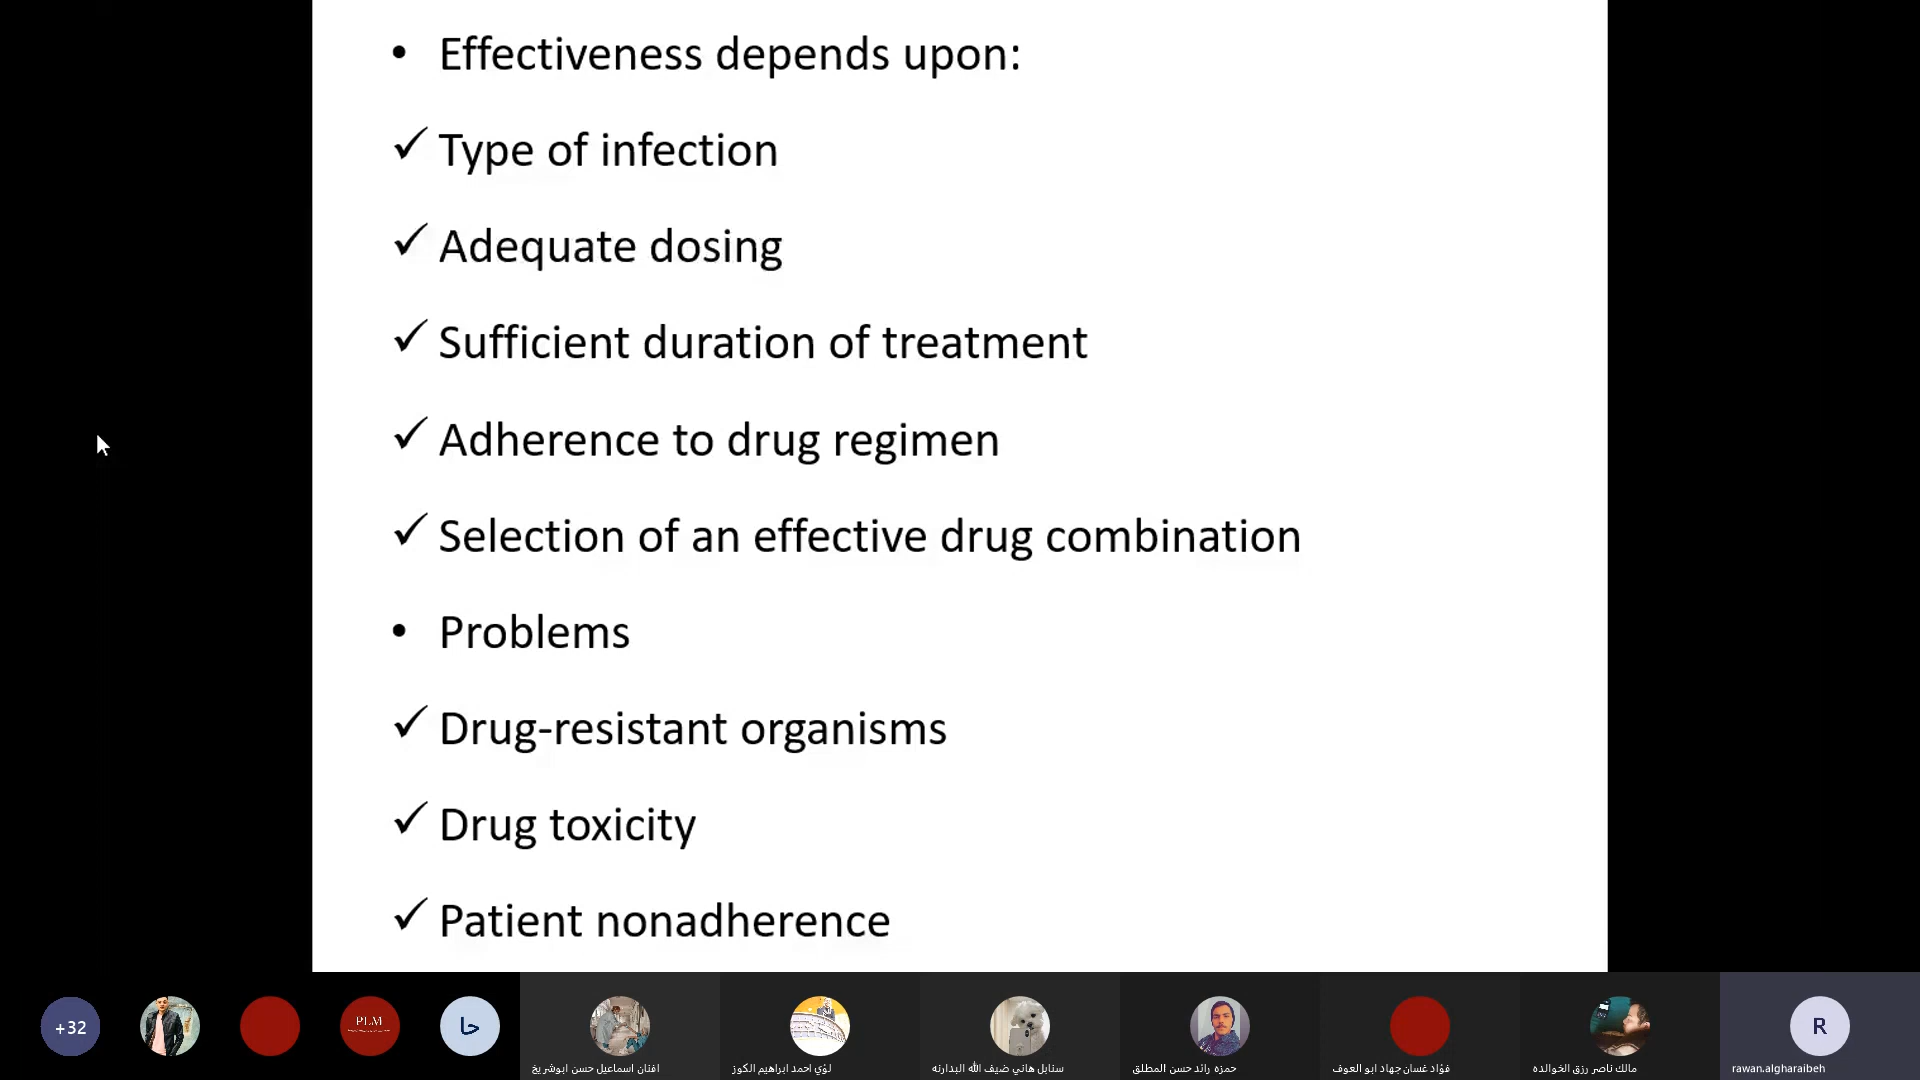 • Effectiveness depends upon:
✓ Type of infection
✓ Adequate dosing
✓ Sufficient duration of treatment
✓ Adherence to drug regimen
✓ Selection of an effective drug combination
• Problems
✓ Drug-resistant organisms
✓ Drug toxicity
✓ Patient nonadherence
+32
PLM
حا
R
افنان اسماعيل حسن ابوشريخ
لؤي احمد ابراهيم الكوز
سنابل هاني ضيف الله البدارنه
حمزه رائد حسن المطلق
فؤاد غسان جهاد ابو العوف
مالك ناصر رزق الخوالده
rawan.algharaibeh